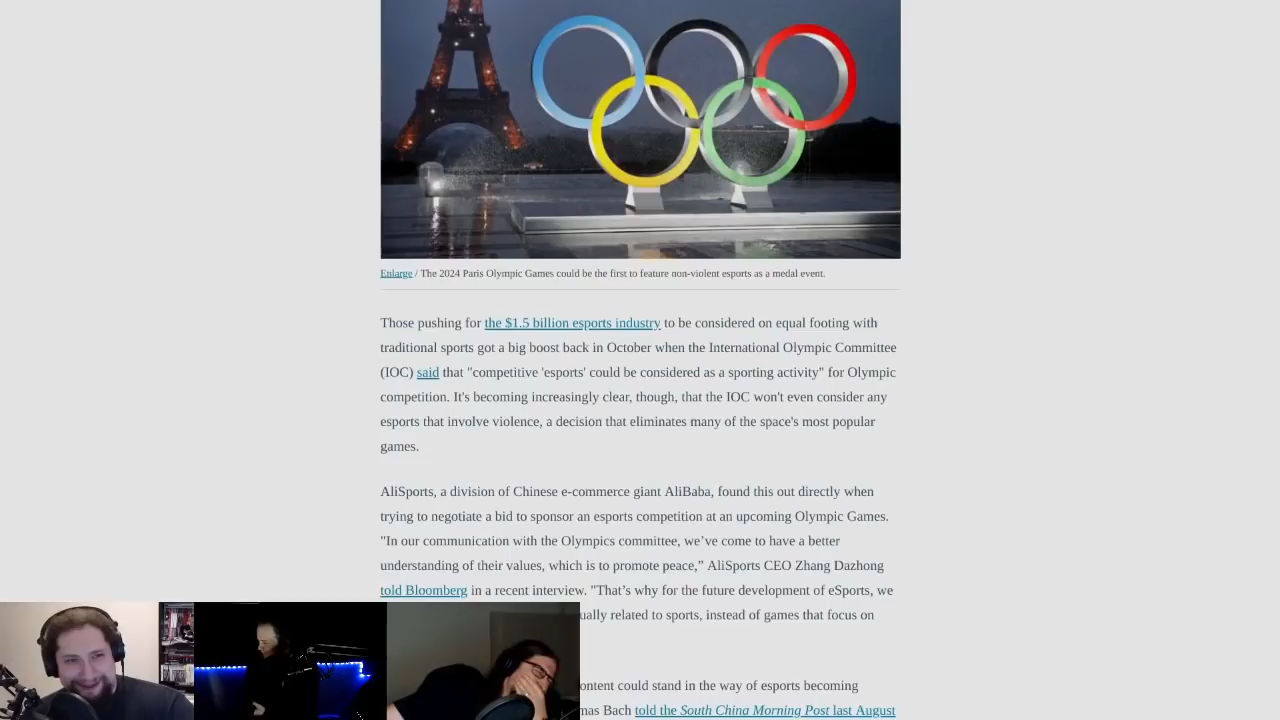 Enlarge / The 2024 Paris Olympic Games could be the first to feature non-violent esports as a medal event.
Those pushing for the $1.5 billion esports industry to be considered on equal footing with
traditional sports got a big boost back in October when the International Olympic Committee
(IOC) said that "competitive 'esports' could be considered as a sporting activity" for Olympic
competition. It's becoming increasingly clear, though, that the IOC won't even consider any
esports that involve violence, a decision that eliminates many of the space's most popular
games.
AliSports, a division of Chinese e-commerce giant AliBaba, found this out directly when
trying to negotiate a bid to sponsor an esports competition at an upcoming Olympic Games.
"In our communication with the Olympics committee, we’ve come to have a better
understanding of their values, which is to promote peace,” AliSports CEO Zhang Dazhong
told Bloomberg in a recent interview. "That’s why for the future development of eSports, we
related to sports, instead of games that focus on
could stand in the way of esports becoming
told the South China Morning Post last August